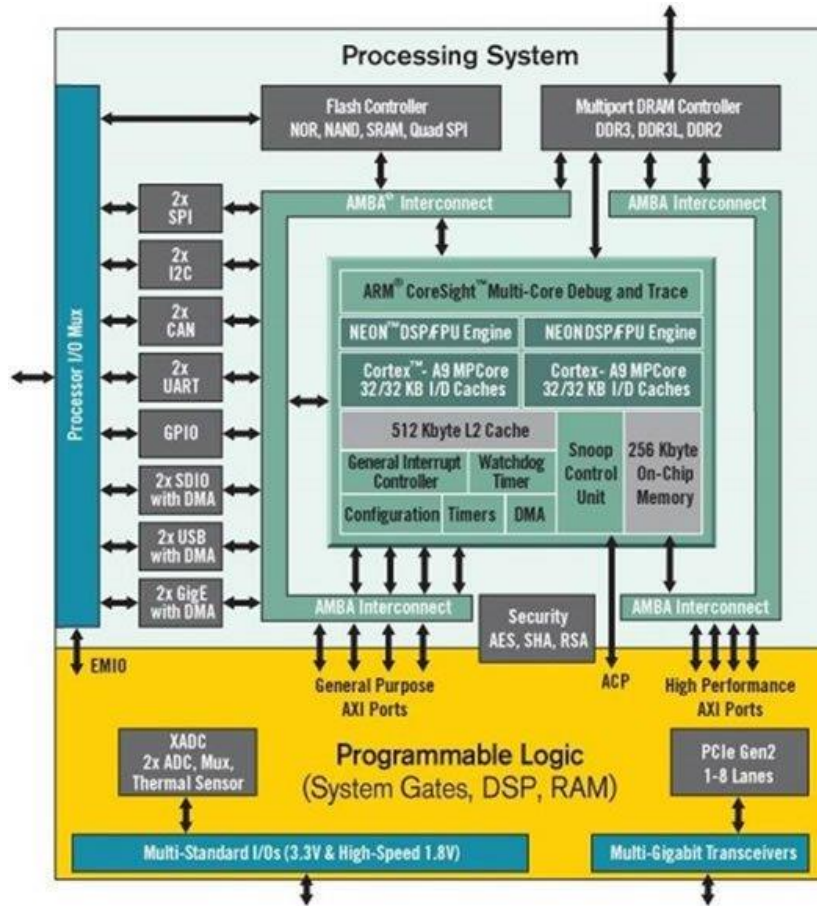 Processing System
Flash Controller
NOR, NAND, SRAM, Quad SPI
Multiport DRAM Controller
DDR3, DDR3L, DDR2
AMBA® Interconnect
AMBA Interconnect
Processor I/O Mux
2x
SPI
2x
I2C
2x
CAN
2x
UART
GPIO
2x SDIO
with DMA
2x USB
with DMA
2x GigE
with DMA
ARM® CoreSight™ Multi-Core Debug and Trace
NEON™ DSP/FPU Engine
NEON DSP/FPU Engine
Cortex™- A9 MPCore
32/32 KB I/D Caches
Cortex- A9 MPCore
32/32 KB I/D Caches
512 Kbyte L2 Cache
General Interrupt
Controller
Watchdog
Timer
Configuration
Timers
DMA
Snoop
Control
Unit
256 Kbyte
On-Chip
Memory
AMBA Interconnect
Security
AES, SHA, RSA
AMBA Interconnect
EMIO
General Purpose
AXI Ports
ACP
High Performance
AXI Ports
XADC
2x ADC, Mux,
Thermal Sensor
Programmable Logic
(System Gates, DSP, RAM)
PCIe Gen2
1-8 Lanes
Multi-Standard I/Os (3.3V & High-Speed 1.8V)
Multi-Gigabit Transceivers